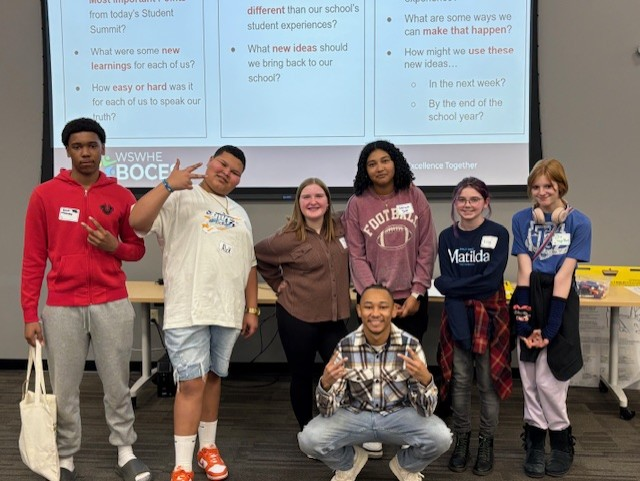 Most Important Points
from today's Student
Summit?
• What were some new
learnings for each of us?
• How easy or hard was it
for each of us to speak our
truth?
different than our school's
student experiences?
• What new ideas should
we bring back to our
school?
experience?
• What are some ways we
can make that happen?
• How might we use these
new ideas…
○ In the next week?
○ By the end of the
school year?
WSWHE
BOCES
Excellence Together
FOOTBALL
Matilda